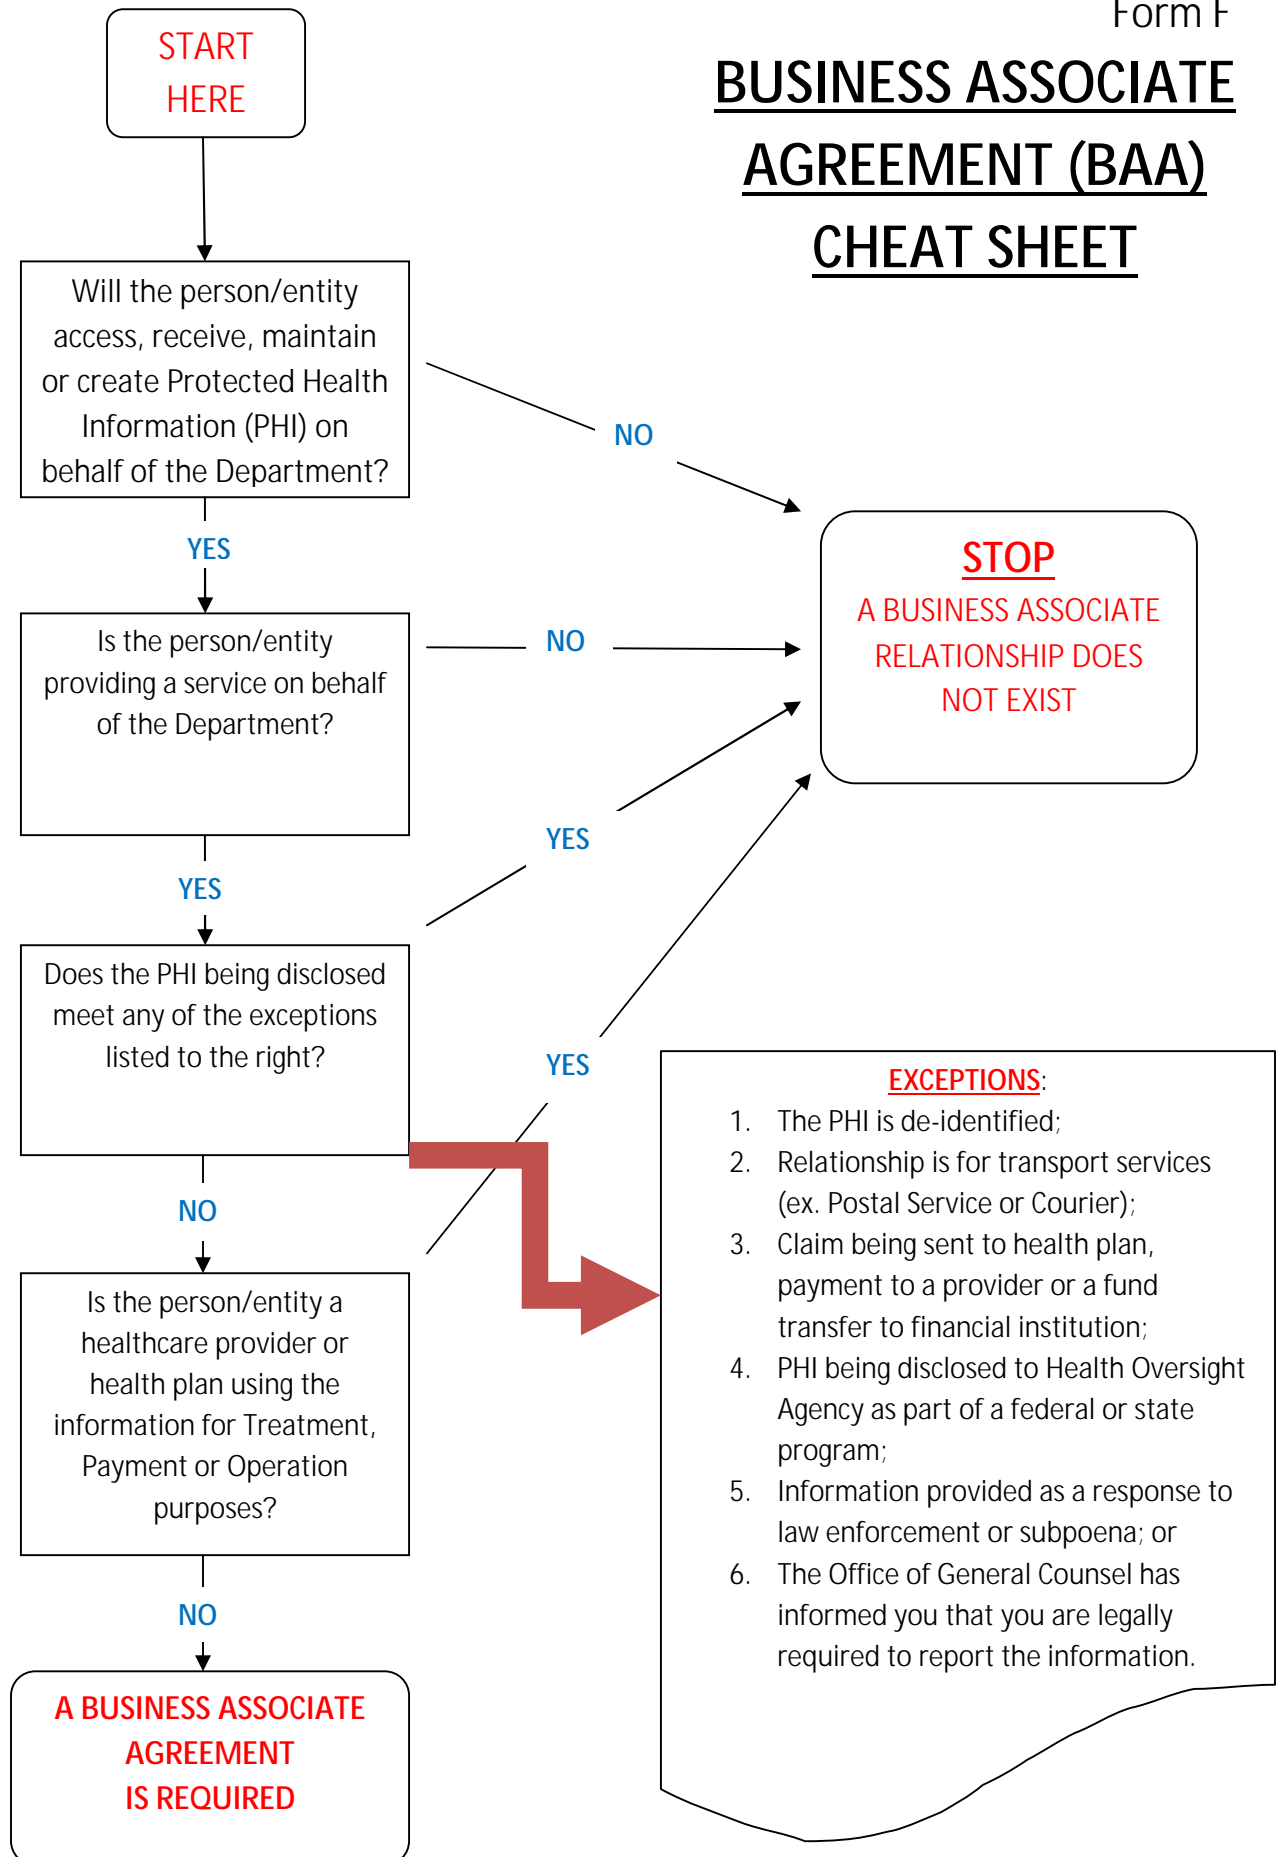 Form F
BUSINESS ASSOCIATE
AGREEMENT (BAA)
CHEAT SHEET
START
HERE
Will the person/entity
access, receive, maintain
or create Protected Health
Information (PHI) on
behalf of the Department?
NO
YES
STOP
A BUSINESS ASSOCIATE
RELATIONSHIP DOES
NOT EXIST
Is the person/entity
providing a service on behalf
of the Department?
NO
YES
YES
Does the PHI being disclosed
meet any of the exceptions
listed to the right?
YES
NO
EXCEPTIONS:
1. The PHI is de-identified;
2. Relationship is for transport services
(ex. Postal Service or Courier);
3. Claim being sent to health plan,
payment to a provider or a fund
transfer to financial institution;
4. PHI being disclosed to Health Oversight
Agency as part of a federal or state
program;
5. Information provided as a response to
law enforcement or subpoena; or
6. The Office of General Counsel has
informed you that you are legally
required to report the information.
Is the person/entity a
healthcare provider or
health plan using the
information for Treatment,
Payment or Operation
purposes?
NO
A BUSINESS ASSOCIATE
AGREEMENT
IS REQUIRED